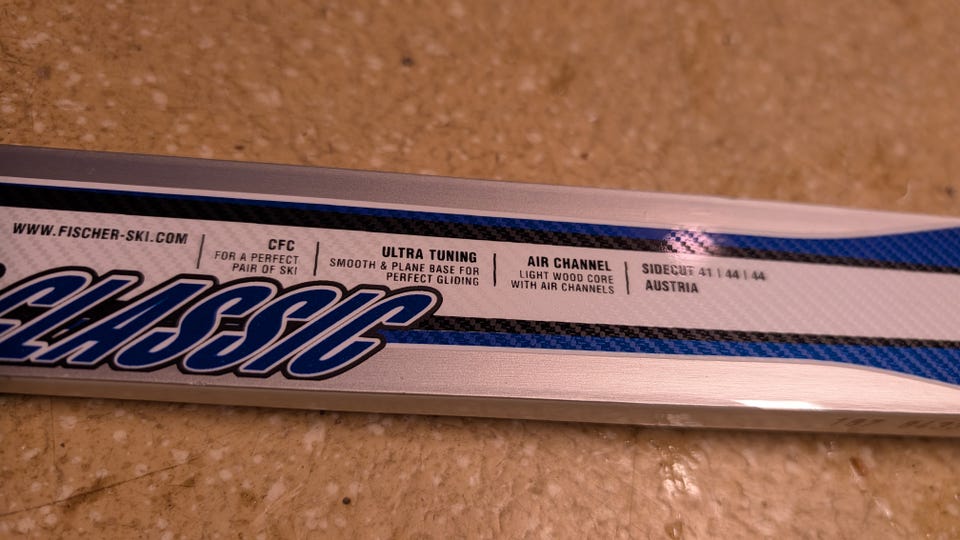 WWW.FISCHER-SKI.COM
CFC
FOR A PERFECT
PAIR OF SKI
ULTRA TUNING
SMOOTH & PLANE BASE FOR
PERFECT GLIDING
AIR CHANNEL
LIGHT WOOD CORE
WITH AIR CHANNELS
SIDECUT 41 | 44 | 44
AUSTRIA
CLASSIC